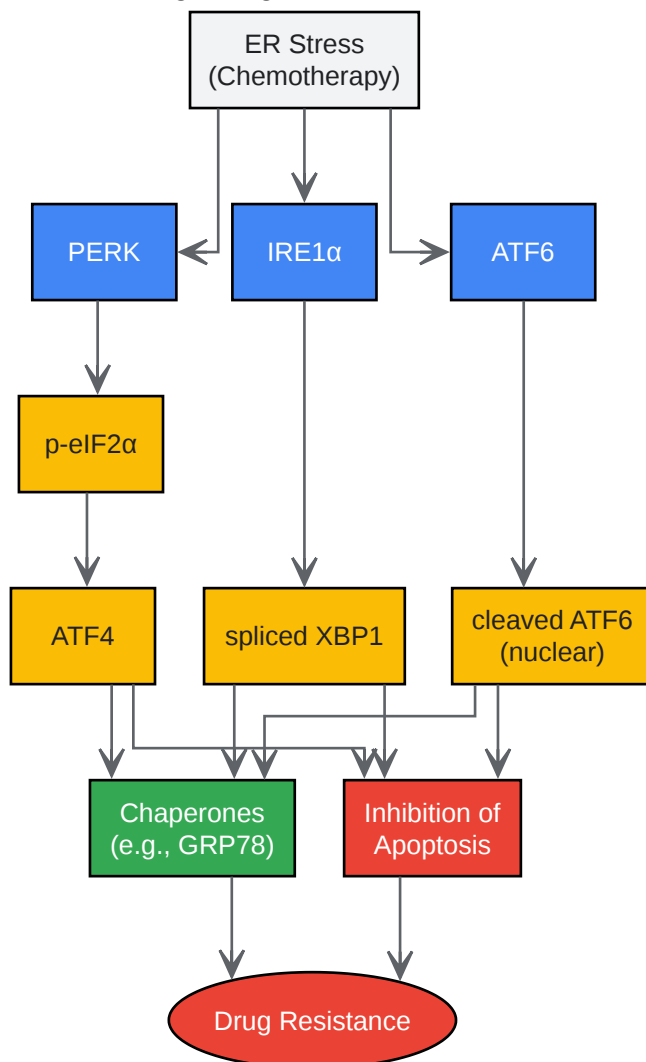 ER Stress
(Chemotherapy)
PERK
IRE1α
ATF6
p-eIF2α
ATF4
spliced XBP1
cleaved ATF6
(nuclear)
Chaperones
(e.g., GRP78)
Inhibition of
Apoptosis
Drug Resistance